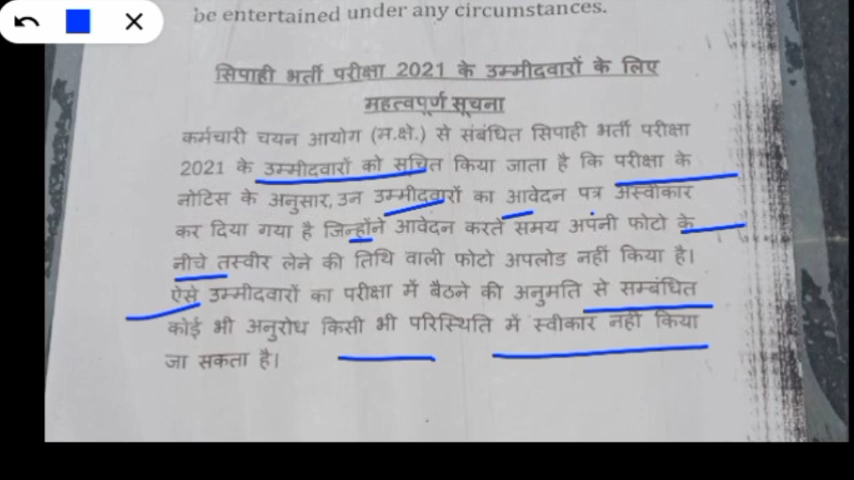 be entertained under any circumstances.
सिपाही भर्ती परीक्षा 2021 के उम्मीदवारों के लिए
महत्वपूर्ण सूचना
कर्मचारी चयन आयोग (म.क्षे.) से संबंधित सिपाही भर्ती परीक्षा
2021 के उम्मीदवारों को सूचित किया जाता है कि परीक्षा के
नोटिस के अनुसार, उन उम्मीदवारों का आवेदन पत्र अस्वीकार
कर दिया गया है जिन्होंने आवेदन करते समय अपनी फोटो के
नीचे तस्वीर लेने की तिथि वाली फोटो अपलोड नहीं किया है।
ऐसे उम्मीदवारों का परीक्षा में बैठने की अनुमति से सम्बंधित
कोई भी अनुरोध किसी भी परिस्थिति में स्वीकार नहीं किया
जा सकता है।